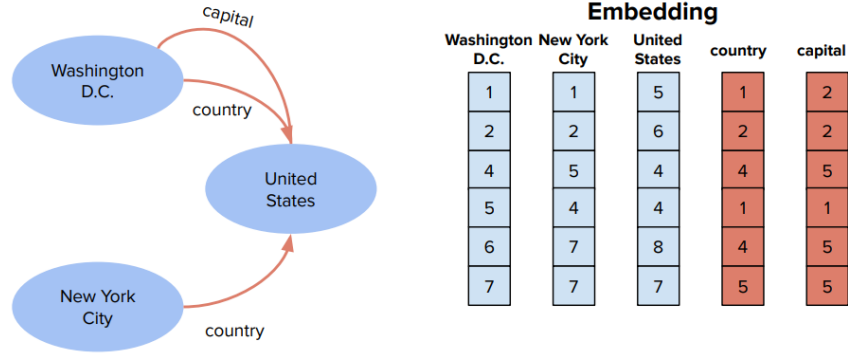 capital
Washington
D.C.
country
United
States
New York
City
country
Embedding
Washington
D.C.
New York
City
United
States
country
capital
1 1 5 1 2
2 2 6 2 2
4 5 4 4 5
5 4 4 1 1
6 7 8 4 5
7 7 7 5 5